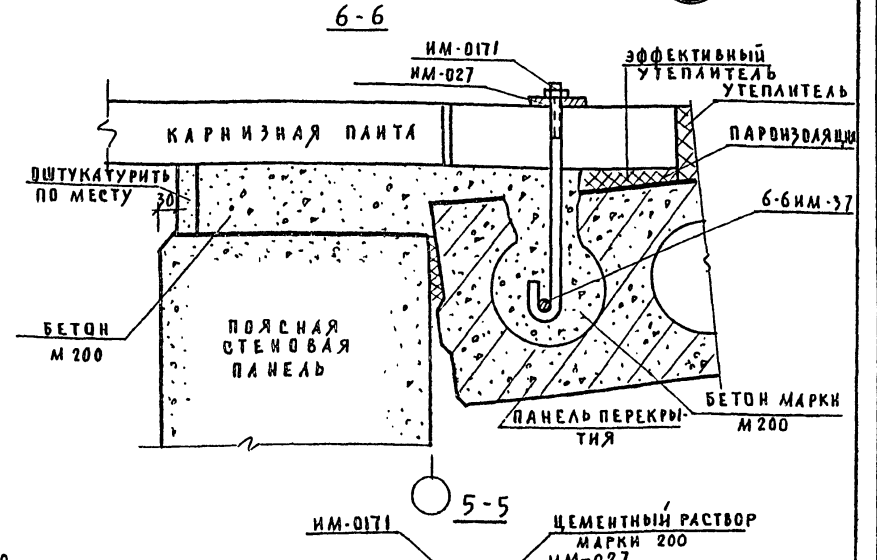 6-6
ИМ-0171
ИМ-027
ЭФФЕКТИВНЫЙ
УТЕПЛИТЕЛЬ
УТЕПЛИТЕЛЬ
КАРНИЗНАЯ ПЛИТА
ПАРОИЗОЛЯЦИ
ОШТУКАТУРИТЬ
ПО МЕСТУ
30
6-6ИМ-37
БЕТОН
М 200
ПОЯСНАЯ
СТЕНОВАЯ
ПАНЕЛЬ
БЕТОН МАРКИ
М200
ПАНЕЛЬ ПЕРЕКРЫ-
ТИЯ
5-5
ИМ-0171
ЦЕМЕНТНЫЙ РАСТВОР
МАРКИ 200
ИМ-027